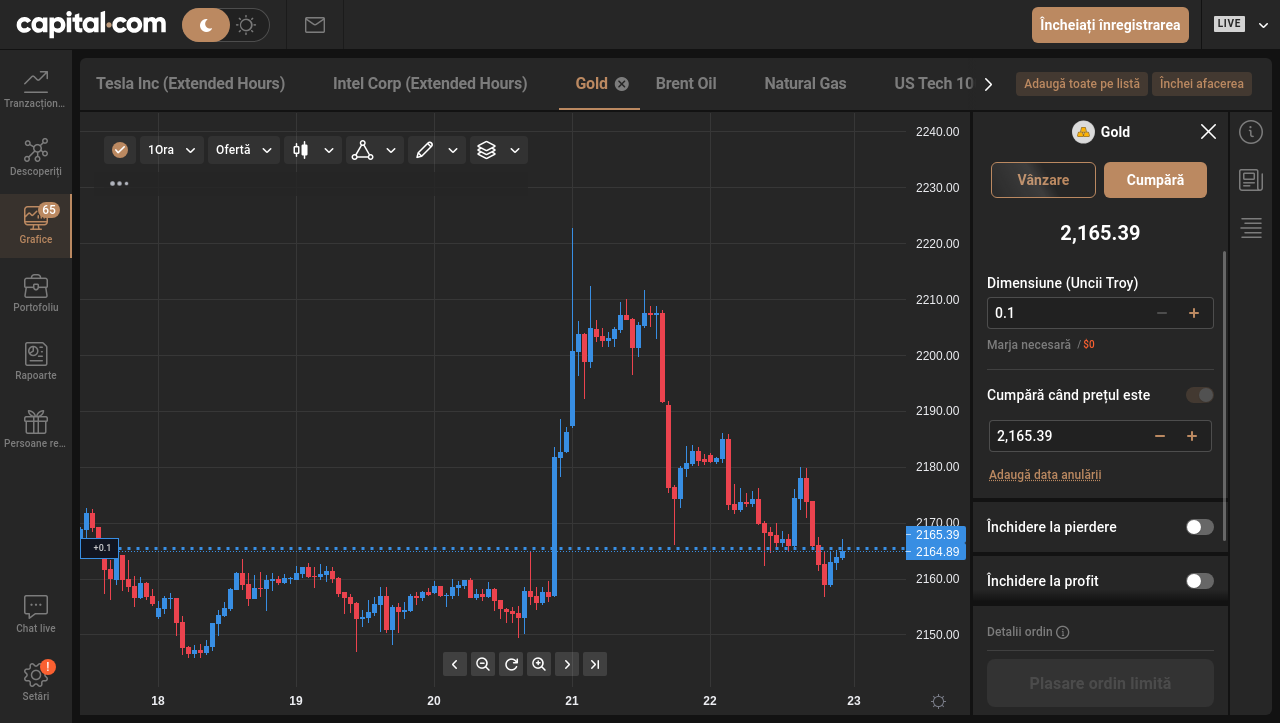 capital.com
Încheiați înregistrarea
LIVE
Tranzacțion...
Descoperiți
65
Grafice
Portofoliu
Rapoarte
Persoane re...
Chat live
!
Setări
Tesla Inc (Extended Hours)
Intel Corp (Extended Hours)
Gold
Brent Oil
Natural Gas
US Tech 10
Adaugă toate pe listă
Închei afacerea
1Ora
Ofertă
2240.00
2230.00
2220.00
2210.00
2200.00
2190.00
2180.00
2170.00
2165.39
2164.89
2160.00
2150.00
+0.1
18
19
20
21
22
23
Gold
Vânzare
Cumpără
2,165.39
Dimensiune (Uncii Troy)
0.1
Marja necesară / $0
Cumpără când prețul este
2,165.39
Adaugă data anulării
Închidere la pierdere
Închidere la profit
Detalii ordin
Plasare ordin limită